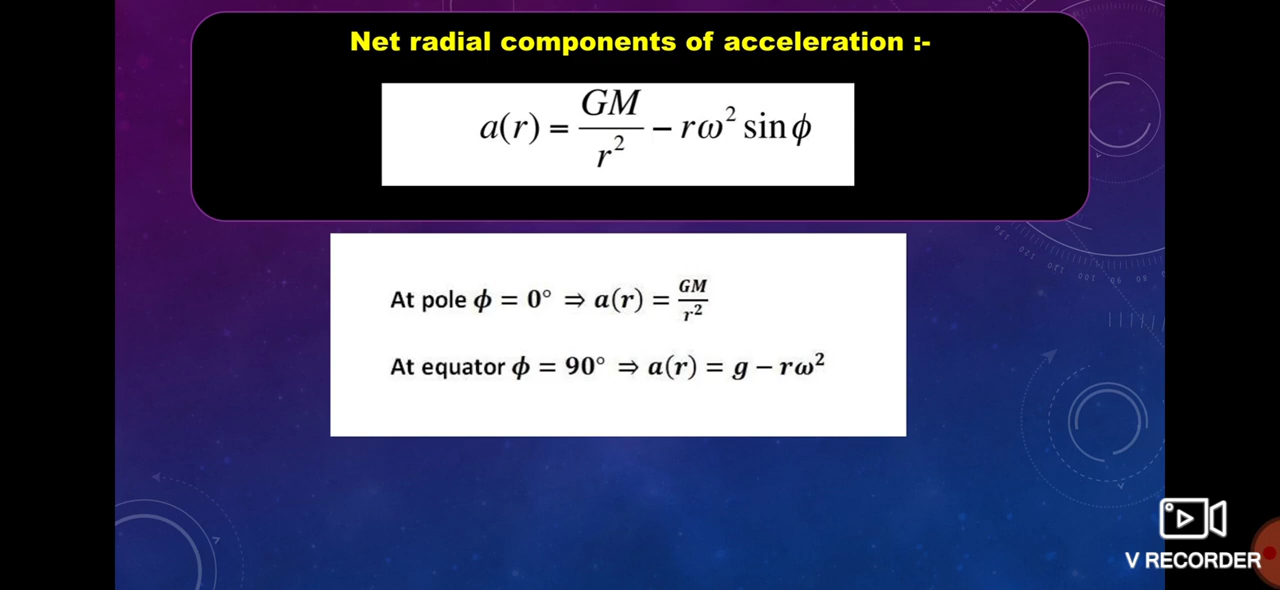 Net radial components of acceleration :-
a(r) = GM/r² − rω² sin ϕ
At pole ϕ = 0° ⇒ a(r) = GM/r²
At equator ϕ = 90° ⇒ a(r) = g − rω²
V RECORDER